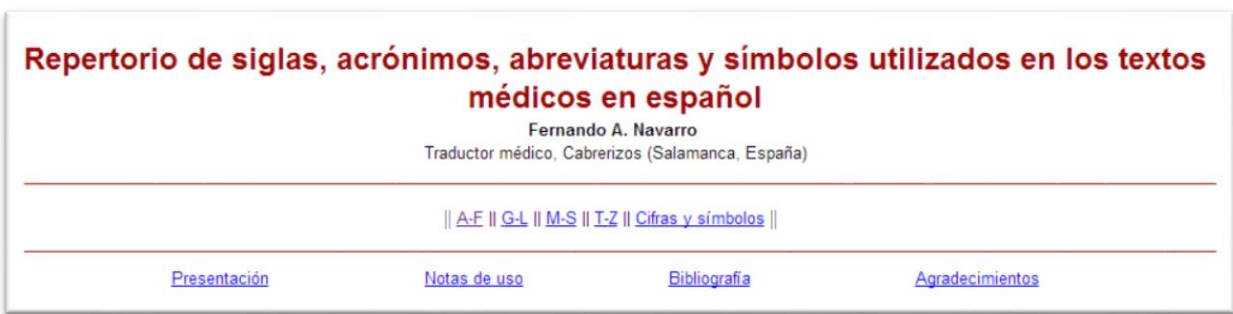 Repertorio de siglas, acrónimos, abreviaturas y símbolos utilizados en los textos
médicos en español
Fernando A. Navarro
Traductor médico, Cabrerizos (Salamanca, España)
|| A-F || G-L || M-S || T-Z || Cifras y símbolos ||
Presentación Notas de uso Bibliografía Agradecimientos